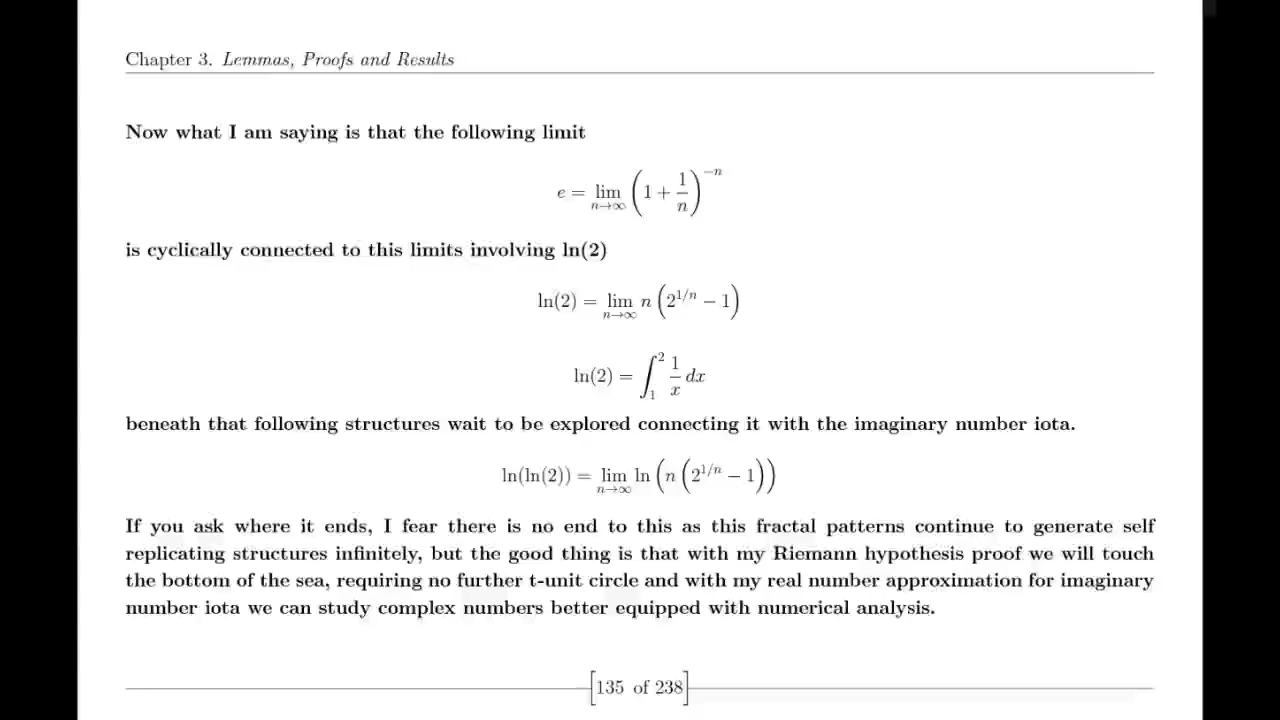 Chapter 3. Lemmas, Proofs and Results
Now what I am saying is that the following limit
e = lim_{n→∞} (1 + 1/n)^{−n}
is cyclically connected to this limits involving ln(2)
ln(2) = lim_{n→∞} n (2^{1/n} − 1)
ln(2) = ∫_1^2 1/x dx
beneath that following structures wait to be explored connecting it with the imaginary number iota.
ln(ln(2)) = lim_{n→∞} ln (n (2^{1/n} − 1))
If you ask where it ends, I fear there is no end to this as this fractal patterns continue to generate self
replicating structures infinitely, but the good thing is that with my Riemann hypothesis proof we will touch
the bottom of the sea, requiring no further t-unit circle and with my real number approximation for imaginary
number iota we can study complex numbers better equipped with numerical analysis.
[135 of 238]